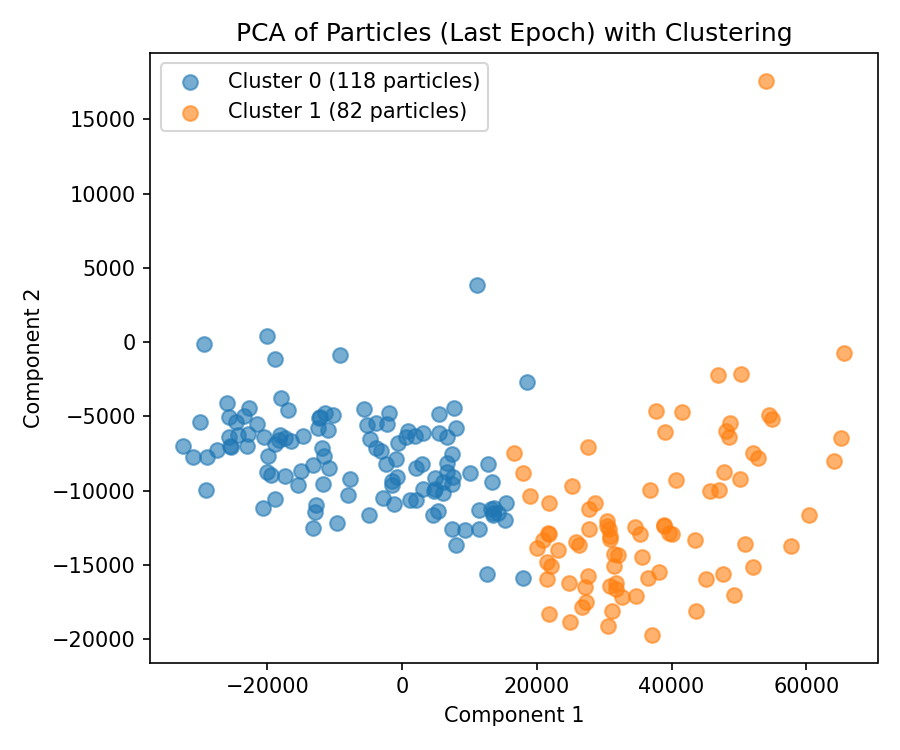 PCA of Particles (Last Epoch) with Clustering
Cluster 0 (118 particles)
Cluster 1 (82 particles)
Component 2
15000
10000
5000
0
−5000
−10000
−15000
−20000
−20000 0 20000 40000 60000
Component 1